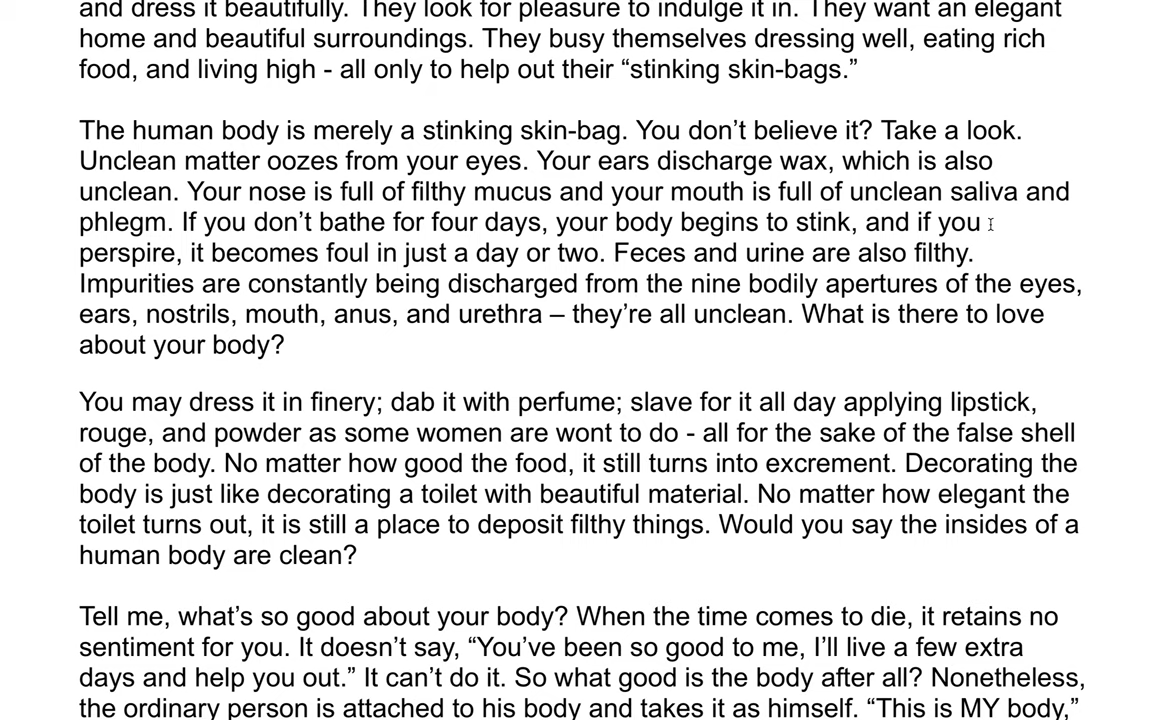 and dress it beautifully. They look for pleasure to indulge it in. They want an elegant
home and beautiful surroundings. They busy themselves dressing well, eating rich
food, and living high - all only to help out their “stinking skin-bags.”
The human body is merely a stinking skin-bag. You don’t believe it? Take a look.
Unclean matter oozes from your eyes. Your ears discharge wax, which is also
unclean. Your nose is full of filthy mucus and your mouth is full of unclean saliva and
phlegm. If you don’t bathe for four days, your body begins to stink, and if you
perspire, it becomes foul in just a day or two. Feces and urine are also filthy.
Impurities are constantly being discharged from the nine bodily apertures of the eyes,
ears, nostrils, mouth, anus, and urethra – they’re all unclean. What is there to love
about your body?
You may dress it in finery; dab it with perfume; slave for it all day applying lipstick,
rouge, and powder as some women are wont to do - all for the sake of the false shell
of the body. No matter how good the food, it still turns into excrement. Decorating the
body is just like decorating a toilet with beautiful material. No matter how elegant the
toilet turns out, it is still a place to deposit filthy things. Would you say the insides of a
human body are clean?
Tell me, what’s so good about your body? When the time comes to die, it retains no
sentiment for you. It doesn’t say, “You’ve been so good to me, I’ll live a few extra
days and help you out.” It can’t do it. So what good is the body after all? Nonetheless,
the ordinary person is attached to his body and takes it as himself. “This is MY body,”